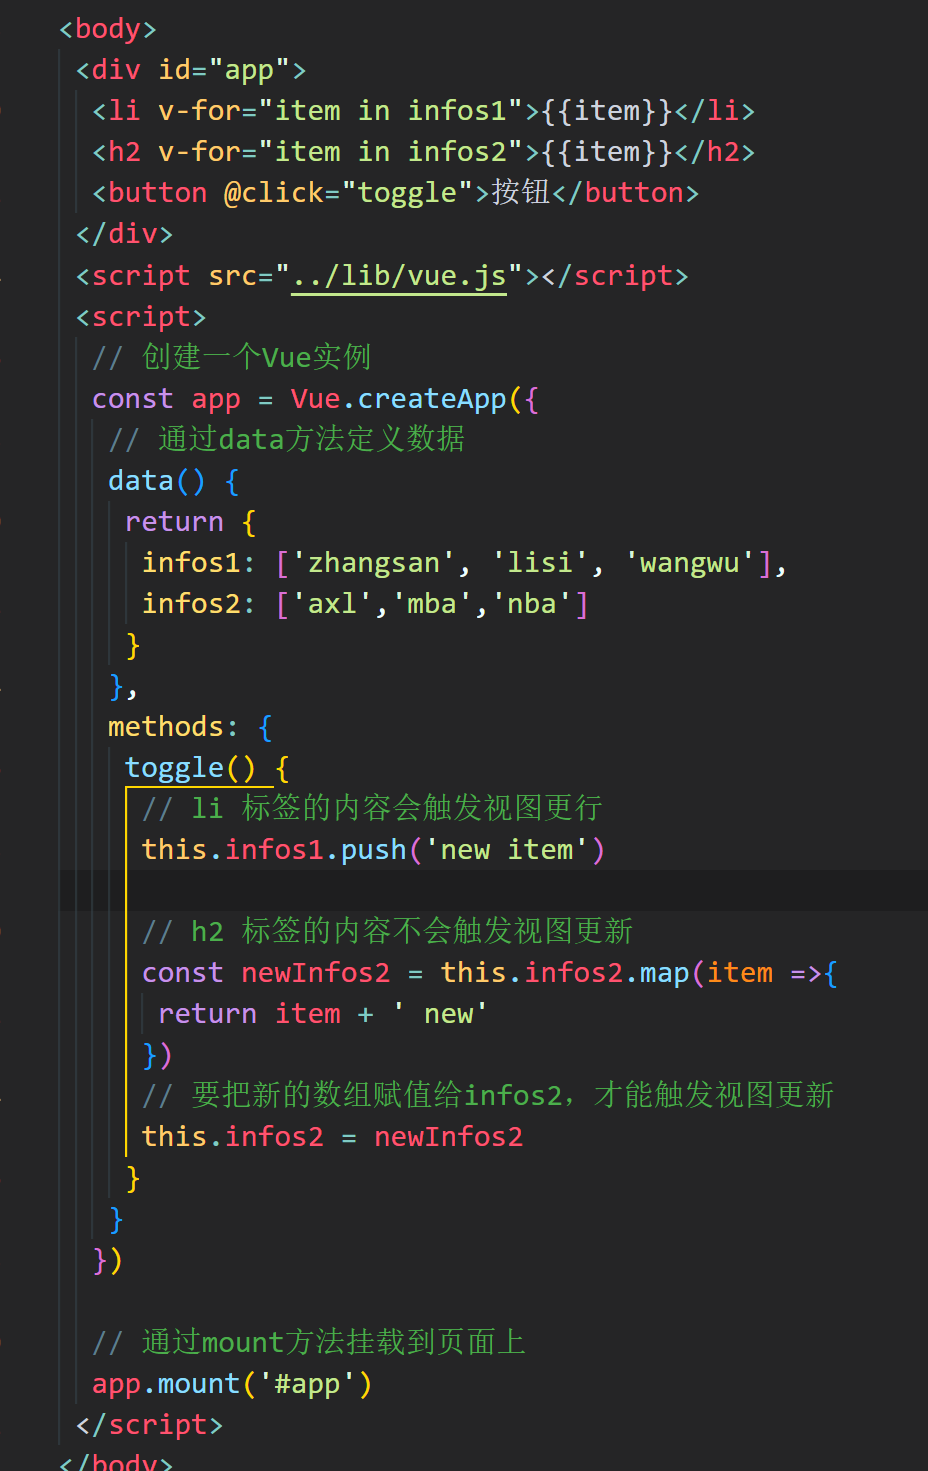 <body>
<div id="app">
<li v-for="item in infos1">{{item}}</li>
<h2 v-for="item in infos2">{{item}}</h2>
<button @click="toggle">按钮</button>
</div>
<script src="../lib/vue.js"></script>
<script>
// 创建一个Vue实例
const app = Vue.createApp({
// 通过data方法定义数据
data() {
return {
infos1: ['zhangsan', 'lisi', 'wangwu'],
infos2: ['axl','mba','nba']
}
},
methods: {
toggle() {
// li 标签的内容会触发视图更行
this.infos1.push('new item')
// h2 标签的内容不会触发视图更新
const newInfos2 = this.infos2.map(item =>{
return item + ' new'
})
// 要把新的数组赋值给infos2，才能触发视图更新
this.infos2 = newInfos2
}
}
})
// 通过mount方法挂载到页面上
app.mount('#app')
</script>
</body>